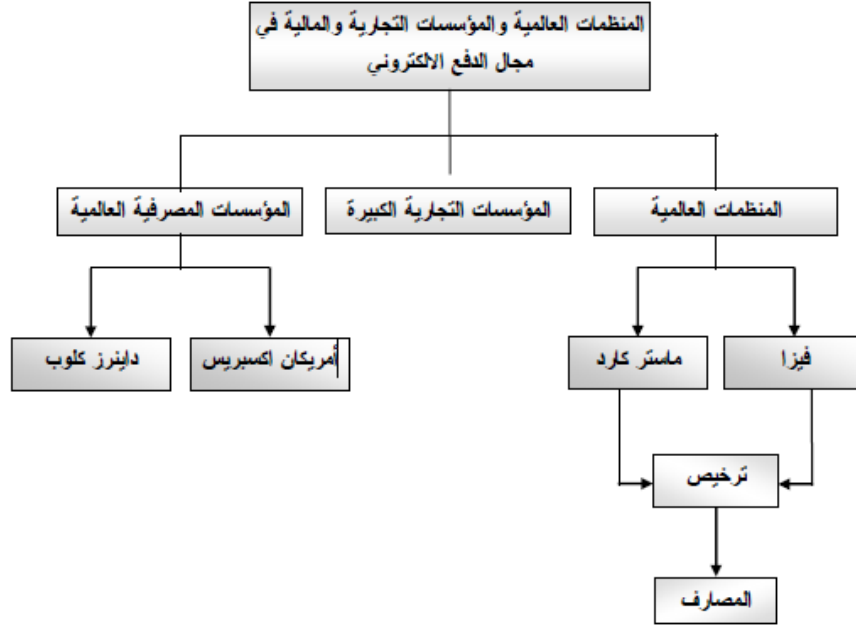 المنظمات العالمية والمؤسسات التجارية والمالية في
مجال الدفع الالكتروني
المنظمات العالمية
المؤسسات التجارية الكبيرة
المؤسسات المصرفية العالمية
فيزا
ماستر كارد
أمريكان اكسبريس
داينرز كلوب
ترخيص
المصارف